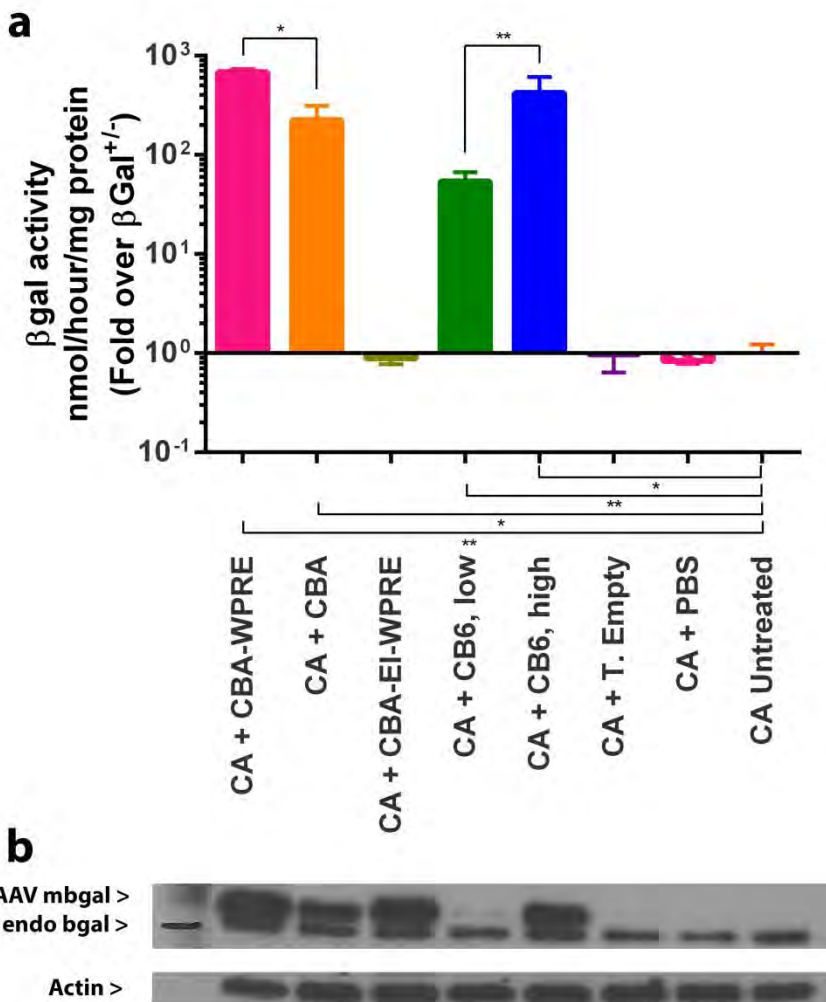 a
*
**
βgal activity
nmol/hour/mg protein
(Fold over βGal+/-)
10³
10²
10¹
10⁰
10⁻¹
*
**
*
**
CA + CBA-WPRE
CA + CBA
CA + CBA-EI-WPRE
CA + CB6, low
CA + CB6, high
CA + T. Empty
CA + PBS
CA Untreated
b
AAV mbgal >
endo bgal >
Actin >